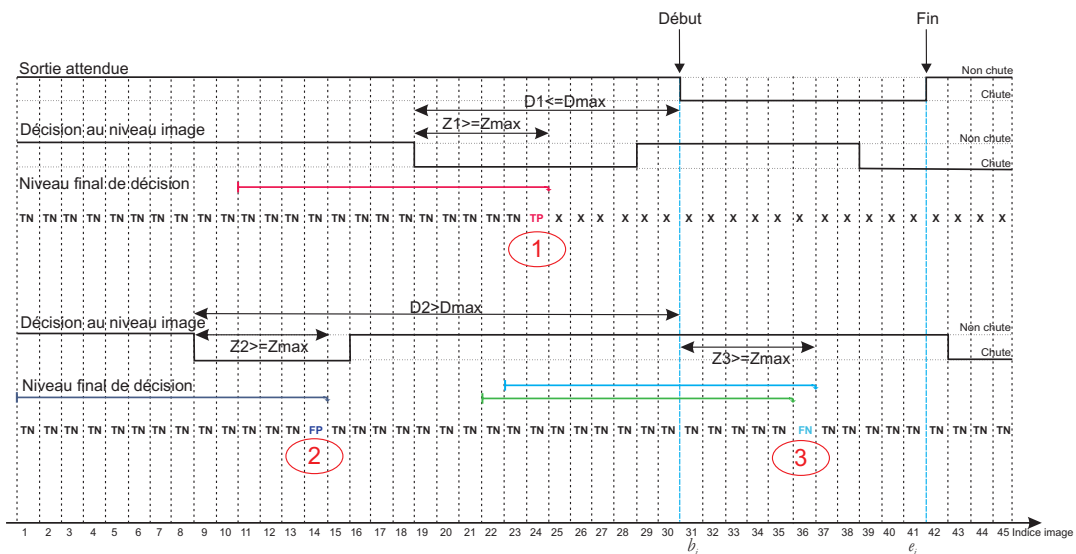 Début Fin
Sortie attendue Non chute
Chute
D1<=Dmax
Z1>=Zmax
Décision au niveau image Non chute
Chute
Niveau final de décision
TN TN TN TN TN TN TN TN TN TN TN TN TN TN TN TN TN TN TN TN TN TN TN TP X X X X X X X X X X X X X X X X X X X X X
1
D2>Dmax
Décision au niveau image Non chute
Z2>=Zmax Z3>=Zmax Chute
Niveau final de décision
TN TN TN TN TN TN TN TN TN TN TN TN TN FP TN TN TN TN TN TN TN TN TN TN TN TN TN TN TN TN TN TN TN TN TN FN TN TN TN TN TN TN TN TN TN
2 3
1 2 3 4 5 6 7 8 9 10 11 12 13 14 15 16 17 18 19 20 21 22 23 24 25 26 27 28 29 30 31 32 33 34 35 36 37 38 39 40 41 42 43 44 45 Indice image
b_i e_i